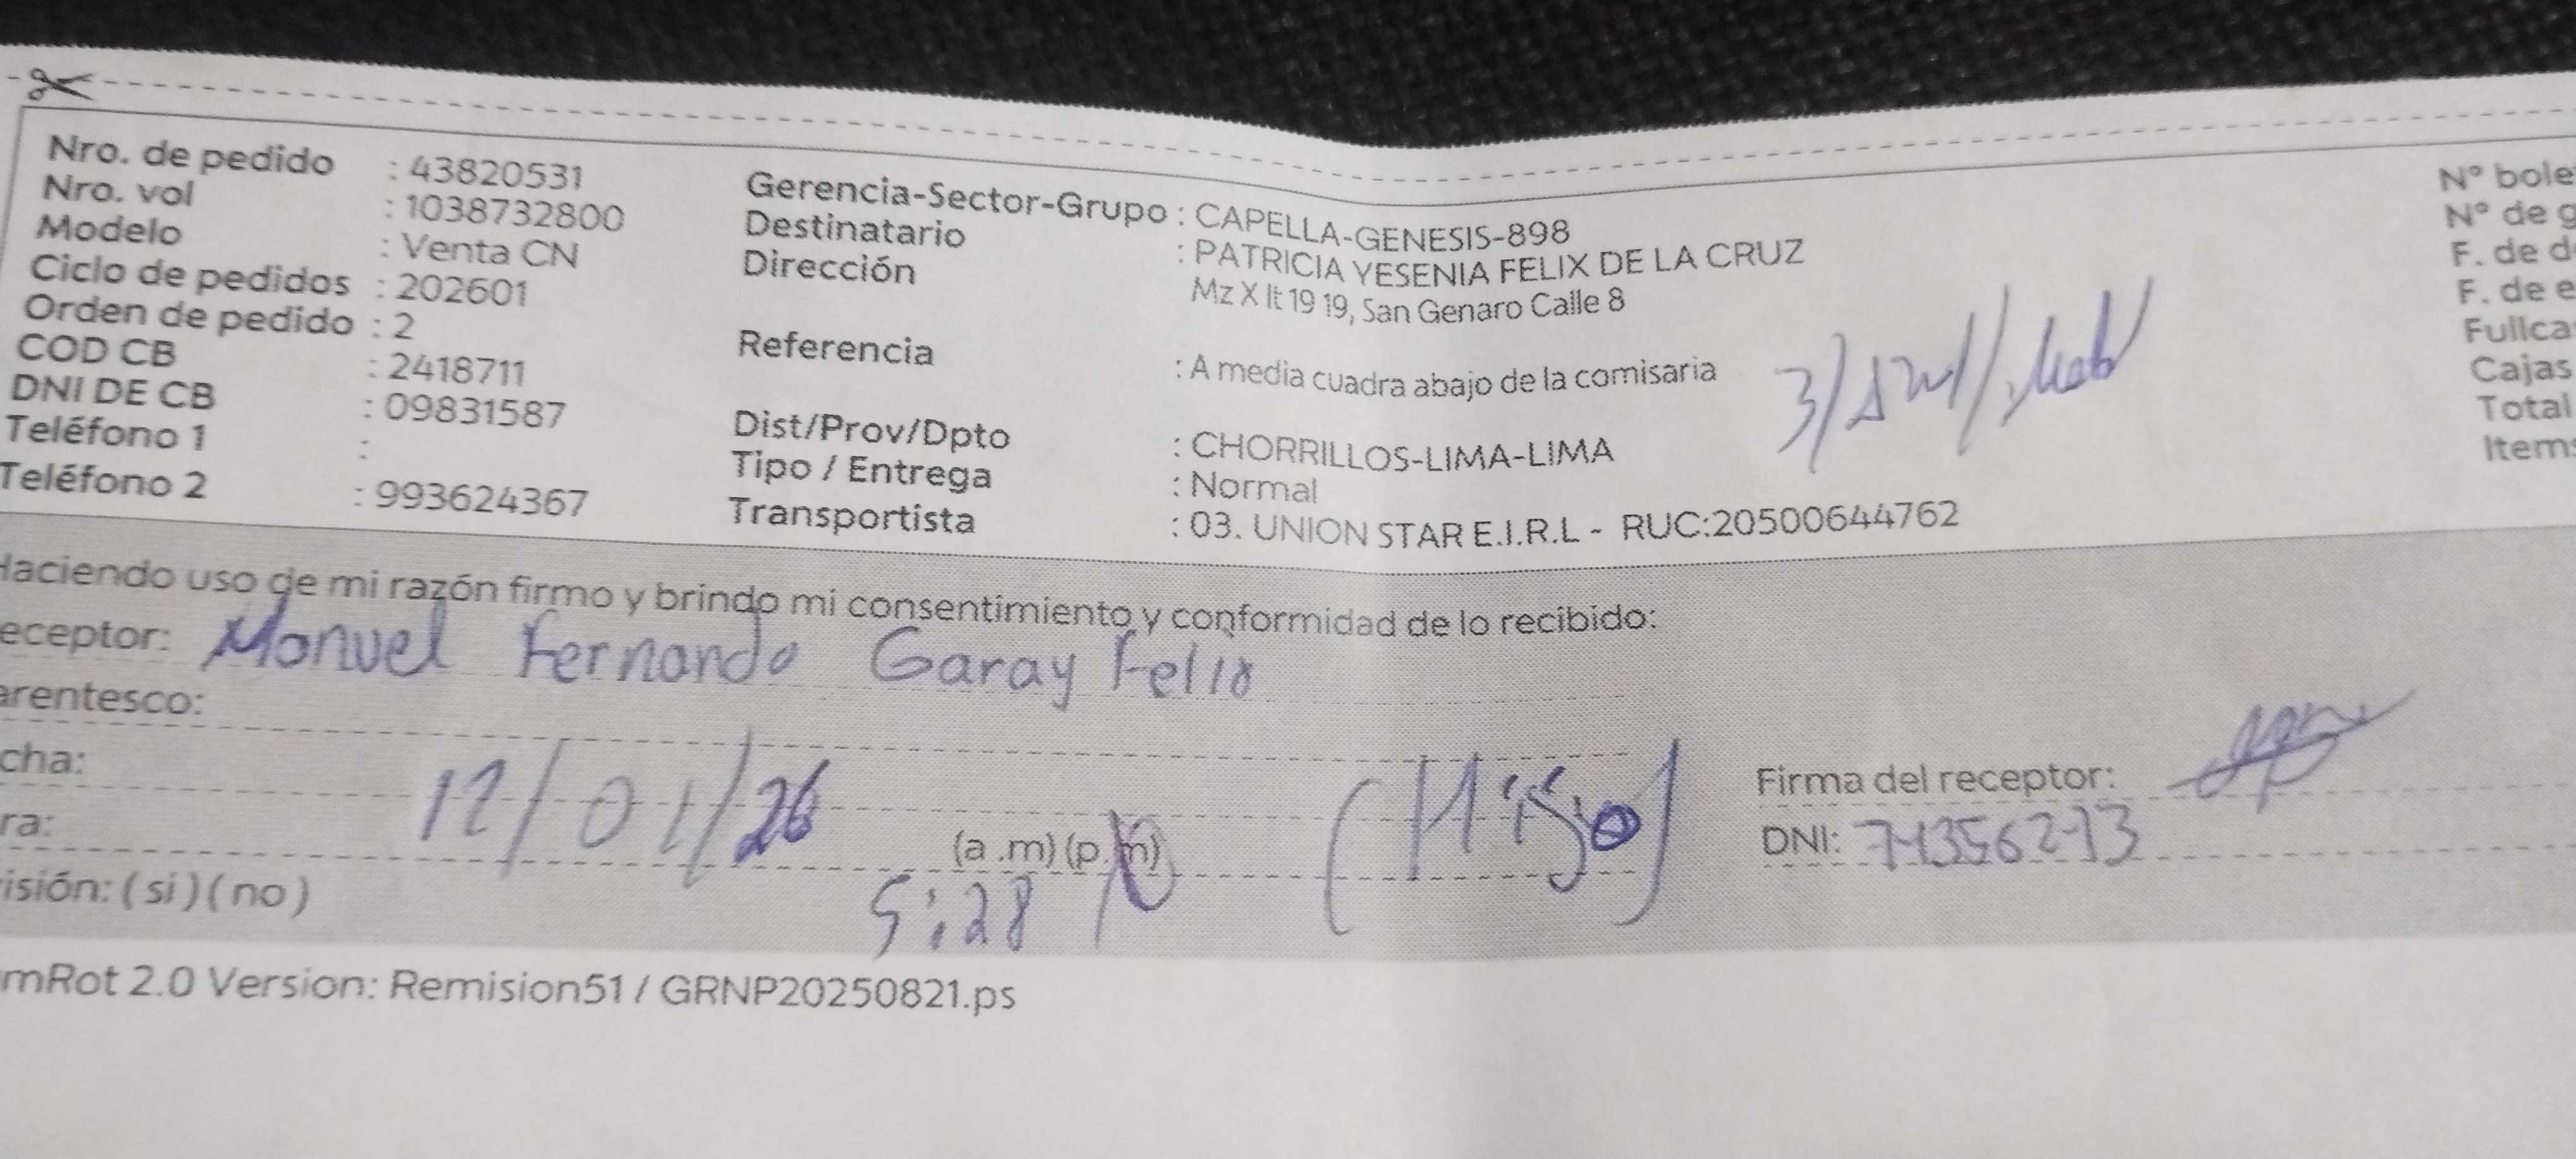 Nro. de pedido : 43820531
Nro. vol : 1038732800
Modelo : Venta CN
Ciclo de pedidos : 202601
Orden de pedido : 2
COD CB : 2418711
DNI DE CB : 09831587
Teléfono 1 :
Teléfono 2 : 993624367
Gerencia-Sector-Grupo : CAPELLA-GENESIS-898
Destinatario : PATRICIA YESENIA FELIX DE LA CRUZ
Dirección Mz X lt 19 19, San Genaro Calle 8
Referencia : A media cuadra abajo de la comisaria
Dist/Prov/Dpto : CHORRILLOS-LIMA-LIMA
Tipo / Entrega : Normal
Transportista : 03. UNION STAR E.I.R.L - RUC:20500644762
N° bole
N° de g
F. de d
F. de e
Fullca
Cajas
Total
Items
Haciendo uso de mi razón firmo y brindo mi consentimiento y conformidad de lo recibido:
eceptor: Manuel Fernando Garay Felix
arentesco:
cha: 12/01/26 (Hijo) Firma del receptor:
ra: (a .m) (p. m) DNI:
5:28
isión: ( si ) ( no )
mRot 2.0 Version: Remision51 / GRNP20250821.ps